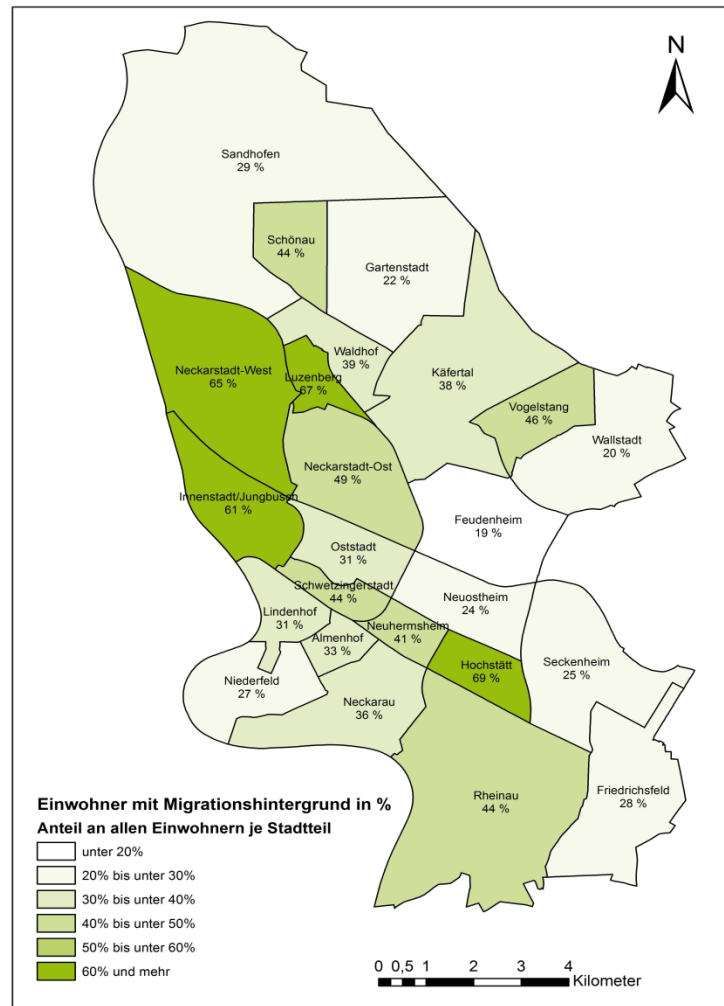 N
Sandhofen
29 %
Schönau
44 %
Gartenstadt
22 %
Waldhof
39 %
Käfertal
38 %
Neckarstadt-West
65 %
Luzenberg
67 %
Vogelstang
46 %
Wallstadt
20 %
Neckarstadt-Ost
49 %
Innenstadt/Jungbusch
61 %
Feudenheim
19 %
Oststadt
31 %
Schwetzingerstadt
44 %
Neuostheim
24 %
Lindenhof
31 %
Neuhermsheim
41 %
Almenhof
33 %
Hochstätt
69 %
Seckenheim
25 %
Niederfeld
27 %
Neckarau
36 %
Rheinau
44 %
Friedrichsfeld
28 %
Einwohner mit Migrationshintergrund in %
Anteil an allen Einwohnern je Stadtteil
unter 20%
20% bis unter 30%
30% bis unter 40%
40% bis unter 50%
50% bis unter 60%
60% und mehr
0 0,5 1 2 3 4
Kilometer